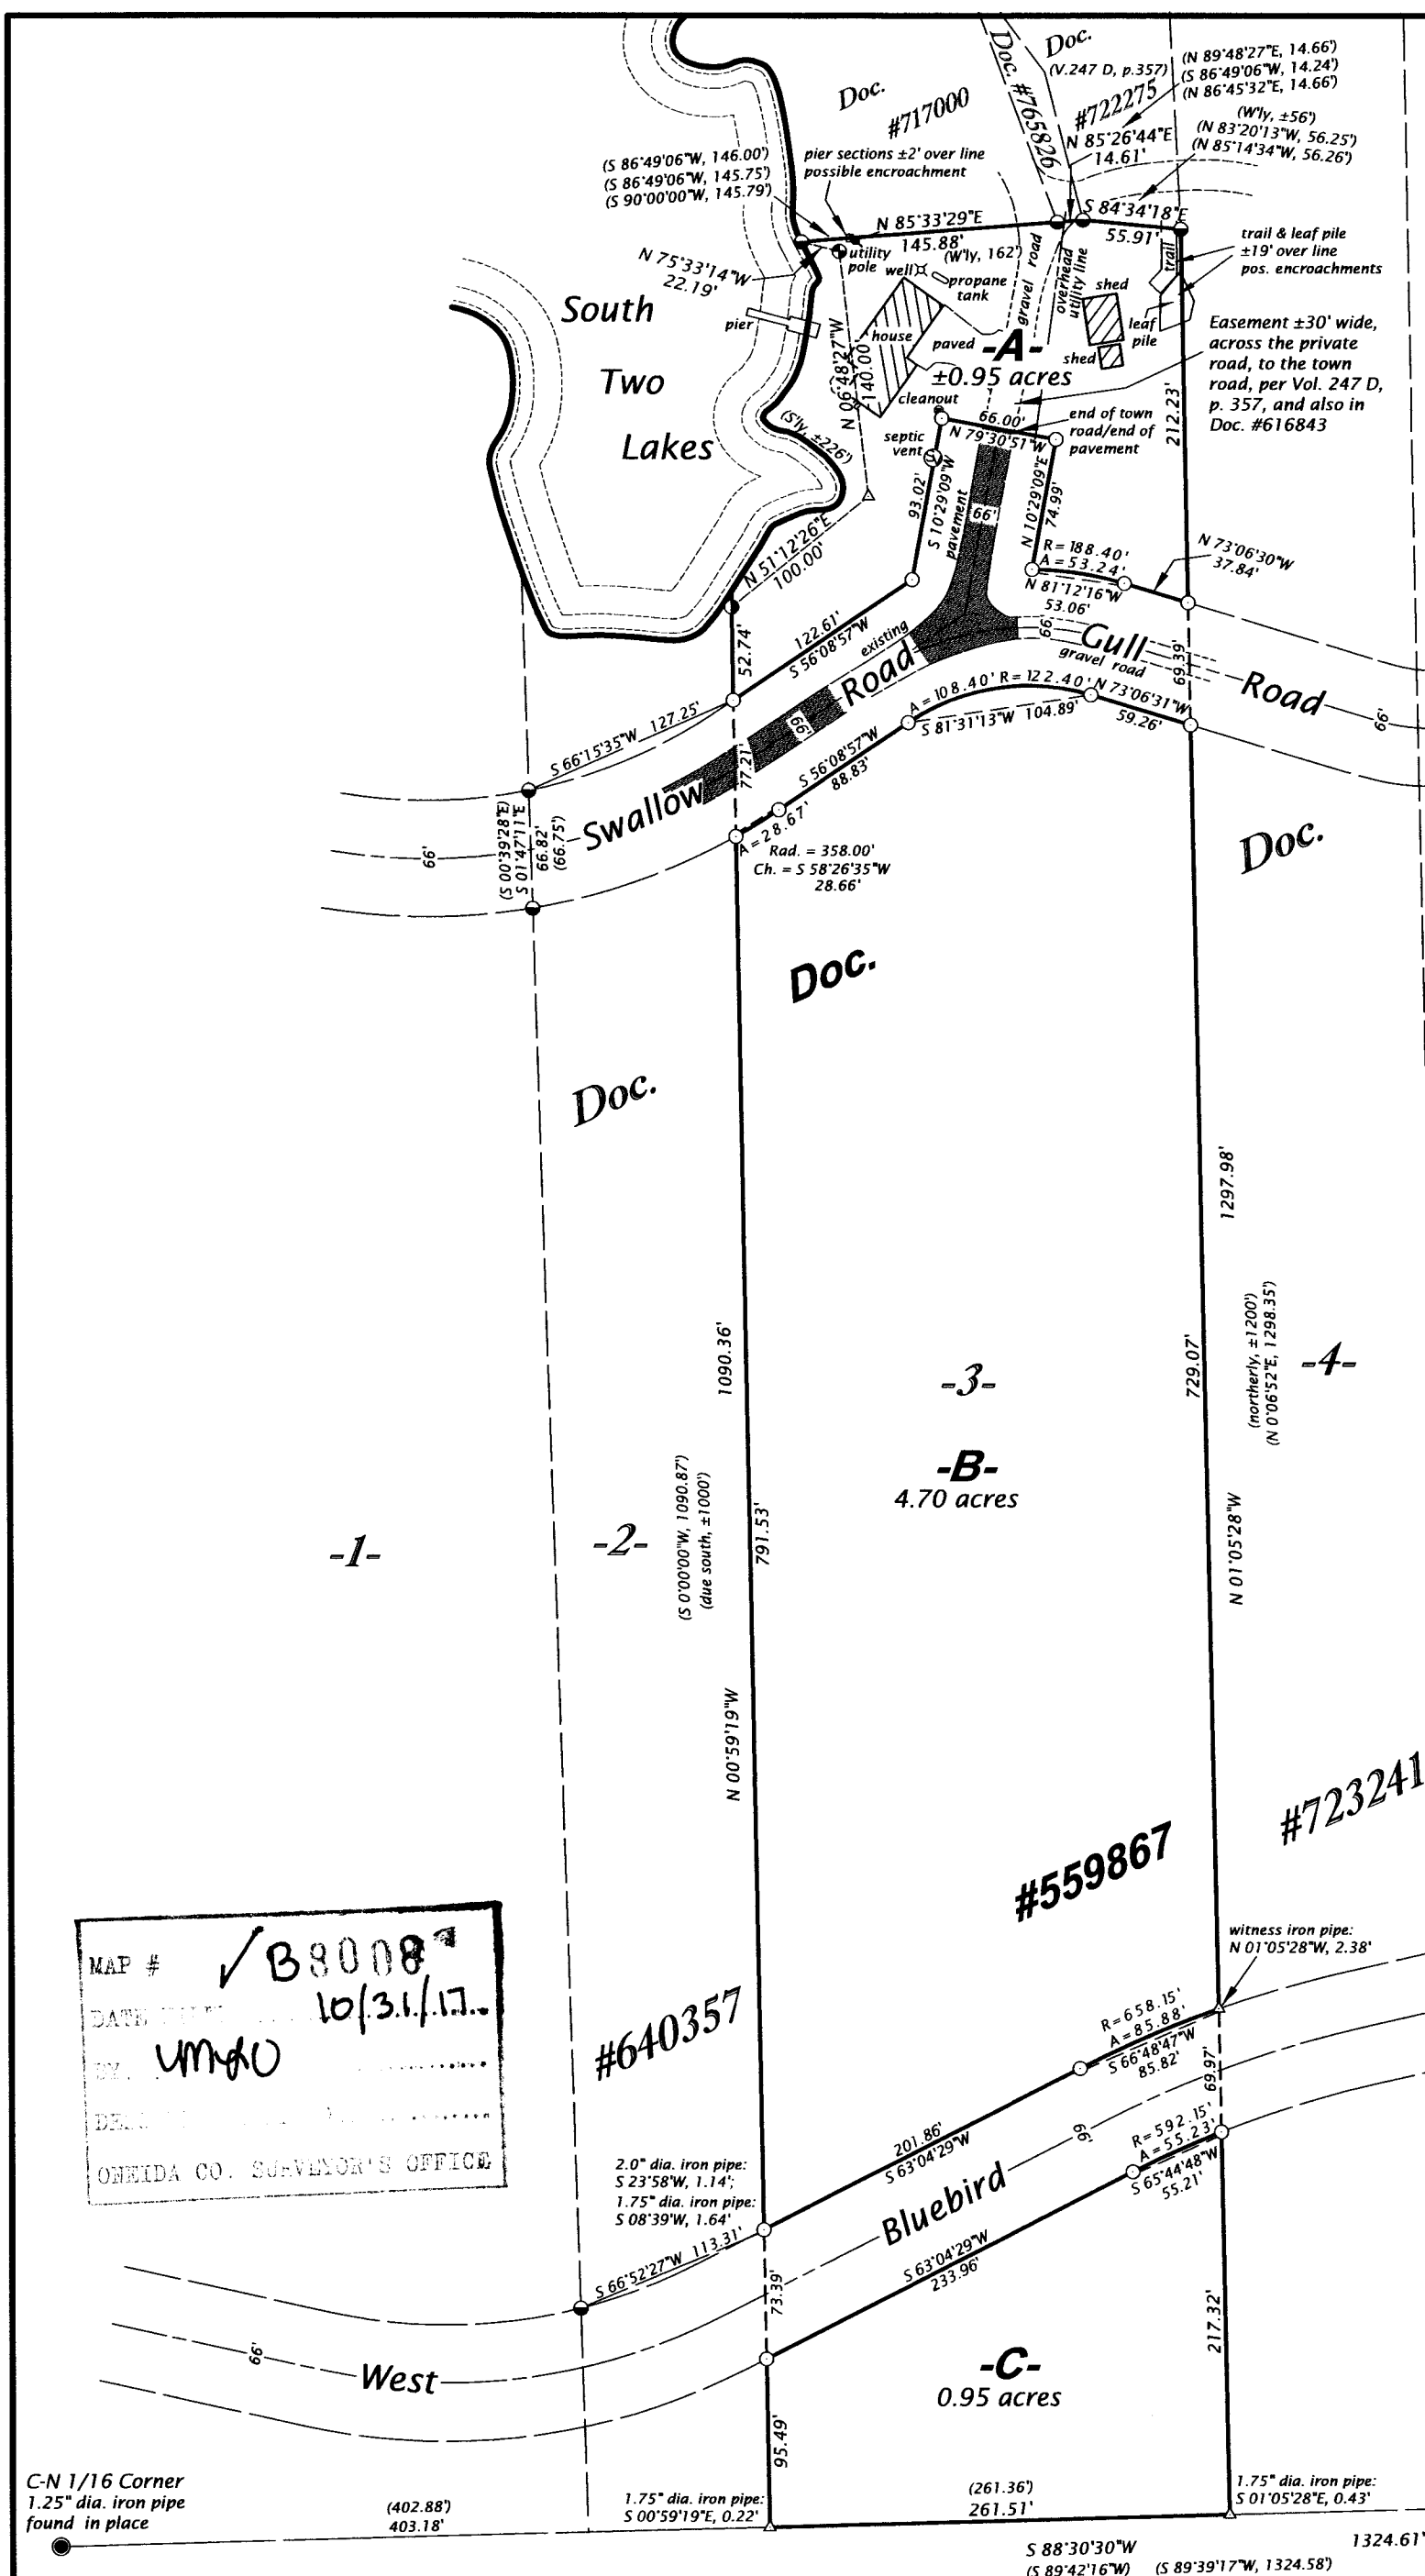 Doc.
#717000
Doc. #765826
Doc.
(V.247 D, p.357)
#722275
(N 89°48'27"E, 14.66')
(S 86°49'06"W, 14.24')
(N 86°45'32"E, 14.66')
N 85°26'44"E
14.61'
(W'ly, ±56')
(N 83°20'13"W, 56.25')
(N 85°14'34"W, 56.26')
(S 86°49'06"W, 146.00')
(S 86°49'06"W, 145.75')
(S 90°00'00"W, 145.79')
pier sections ±2' over line
possible encroachment
N 85°33'29"E
145.88'
(W'ly, 162')
S 84°34'18"E
55.91'
trail & leaf pile
±19' over line
pos. encroachments
trail
N 75°33'14"W
22.19'
utility
pole
well
propane
tank
gravel road
overhead
utility line
shed
leaf
pile
shed
South
Two
Lakes
pier
N 06°48'27"W
140.00'
house
paved
-A-
±0.95 acres
Easement ±30' wide,
across the private
road, to the town
road, per Vol. 247 D,
p. 357, and also in
Doc. #616843
212.23'
cleanout
66.00'
N 79°30'51"W
end of town
road/end of
pavement
septic
vent
(S'ly, ±226')
93.02'
S 10°29'09"W
pavement
66'
N 10°29'09"E
74.99'
N 51°12'26"E
100.00'
R=188.40'
A=53.24'
N 81°12'16"W
53.06'
N 73°06'30"W
37.84'
52.74'
122.61'
S 56°08'57"W
existing
66'
Gull
gravel road
69.39'
Road
66'
Road
A=108.40' R=122.40'
S 81°31'13"W 104.89'
N 73°06'31"W
59.26'
S 66°15'35"W 127.25'
66'
77.21'
S 56°08'57"W
88.83'
Swallow
66'
(S 00°39'28"E)
S 01°47'11"E
66.82'
(66.75')
A=28.67'
Rad. = 358.00'
Ch. = S 58°26'35"W
28.66'
Doc.
Doc.
Doc.
1297.98'
1090.36'
729.07'
(northerly, ±1200')
(N 0°06'52"E, 1298.35')
-4-
-3-
-B-
4.70 acres
(S 0°00'00"W, 1090.87')
(due south, ±1000')
791.53'
N 01°05'28"W
-1-
-2-
N 00°59'19"W
#723241
#559867
witness iron pipe:
N 01°05'28"W, 2.38'
MAP # √ B8008
DATE 10/31/17
BY.
ONEIDA CO. SURVEYOR'S OFFICE
#640357
R=658.15'
A=85.88'
S 66°48'47"W
85.82'
69.97'
201.86'
S 63°04'29"W
66'
R=592.15'
A=55.23'
S 65°44'48"W
55.21'
2.0" dia. iron pipe:
S 23°58'W, 1.14';
1.75" dia. iron pipe:
S 08°39'W, 1.64'
Bluebird
S 66°52'27"W 113.31'
S 63°04'29"W
233.96'
73.39'
217.32'
66'
West
-C-
0.95 acres
95.49'
C-N 1/16 Corner
1.25" dia. iron pipe
found in place
(402.88')
403.18'
1.75" dia. iron pipe:
S 00°59'19"E, 0.22'
(261.36')
261.51'
1.75" dia. iron pipe:
S 01°05'28"E, 0.43'
S 88°30'30"W
1324.61'
(S 89°42'16"W) (S 89°39'17"W, 1324.58')